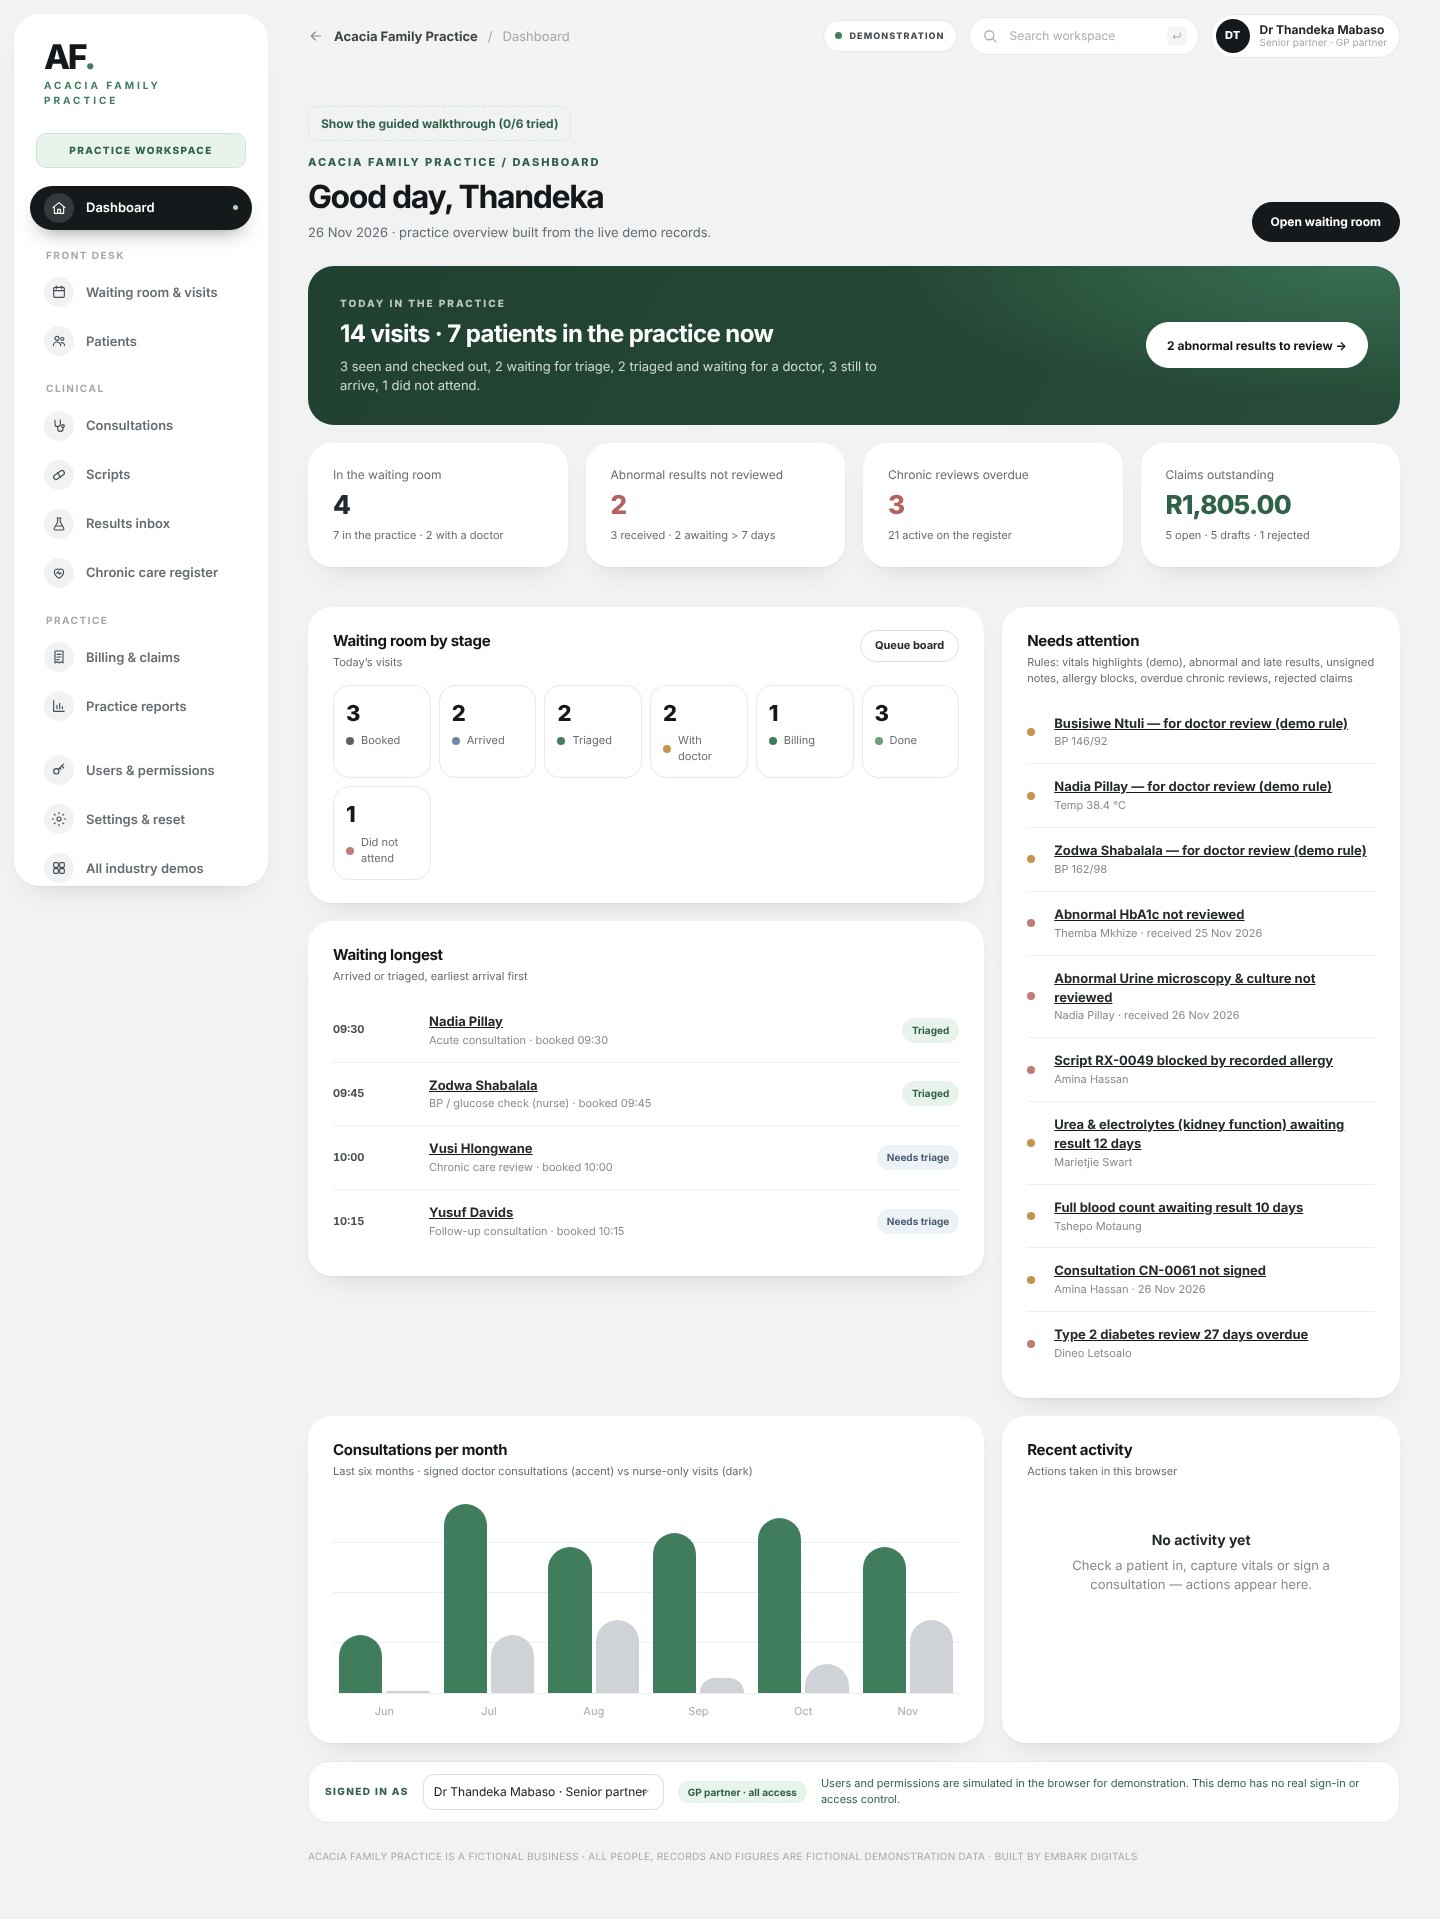 AF.
ACACIA FAMILY
PRACTICE
PRACTICE WORKSPACE
Dashboard
FRONT DESK
Waiting room & visits
Patients
CLINICAL
Consultations
Scripts
Results inbox
Chronic care register
PRACTICE
Billing & claims
Practice reports
Users & permissions
Settings & reset
All industry demos
← Acacia Family Practice / Dashboard
DEMONSTRATION
Search workspace
↵
DT
Dr Thandeka Mabaso
Senior partner · GP partner
Show the guided walkthrough (0/6 tried)
ACACIA FAMILY PRACTICE / DASHBOARD
Good day, Thandeka
26 Nov 2026 · practice overview built from the live demo records.
Open waiting room
TODAY IN THE PRACTICE
14 visits · 7 patients in the practice now
3 seen and checked out, 2 waiting for triage, 2 triaged and waiting for a doctor, 3 still to
arrive, 1 did not attend.
2 abnormal results to review →
In the waiting room
4
7 in the practice · 2 with a doctor
Abnormal results not reviewed
2
3 received · 2 awaiting > 7 days
Chronic reviews overdue
3
21 active on the register
Claims outstanding
R1,805.00
5 open · 5 drafts · 1 rejected
Waiting room by stage
Today's visits
Queue board
3
Booked
2
Arrived
2
Triaged
2
With
doctor
1
Billing
3
Done
1
Did not
attend
Waiting longest
Arrived or triaged, earliest arrival first
09:30
Nadia Pillay
Acute consultation · booked 09:30
Triaged
09:45
Zodwa Shabalala
BP / glucose check (nurse) · booked 09:45
Triaged
10:00
Vusi Hlongwane
Chronic care review · booked 10:00
Needs triage
10:15
Yusuf Davids
Follow-up consultation · booked 10:15
Needs triage
Needs attention
Rules: vitals highlights (demo), abnormal and late results, unsigned
notes, allergy blocks, overdue chronic reviews, rejected claims
Busisiwe Ntuli — for doctor review (demo rule)
BP 146/92
Nadia Pillay — for doctor review (demo rule)
Temp 38.4 °C
Zodwa Shabalala — for doctor review (demo rule)
BP 162/98
Abnormal HbA1c not reviewed
Themba Mkhize · received 25 Nov 2026
Abnormal Urine microscopy & culture not
reviewed
Nadia Pillay · received 26 Nov 2026
Script RX-0049 blocked by recorded allergy
Amina Hassan
Urea & electrolytes (kidney function) awaiting
result 12 days
Marietjie Swart
Full blood count awaiting result 10 days
Tshepo Motaung
Consultation CN-0061 not signed
Amina Hassan · 26 Nov 2026
Type 2 diabetes review 27 days overdue
Dineo Letsoalo
Consultations per month
Last six months · signed doctor consultations (accent) vs nurse-only visits (dark)
Jun
Jul
Aug
Sep
Oct
Nov
Recent activity
Actions taken in this browser
No activity yet
Check a patient in, capture vitals or sign a
consultation — actions appear here.
SIGNED IN AS
Dr Thandeka Mabaso · Senior partner
GP partner · all access
Users and permissions are simulated in the browser for demonstration. This demo has no real sign-in or
access control.
ACACIA FAMILY PRACTICE IS A FICTIONAL BUSINESS · ALL PEOPLE, RECORDS AND FIGURES ARE FICTIONAL DEMONSTRATION DATA · BUILT BY EMBARK DIGITALS